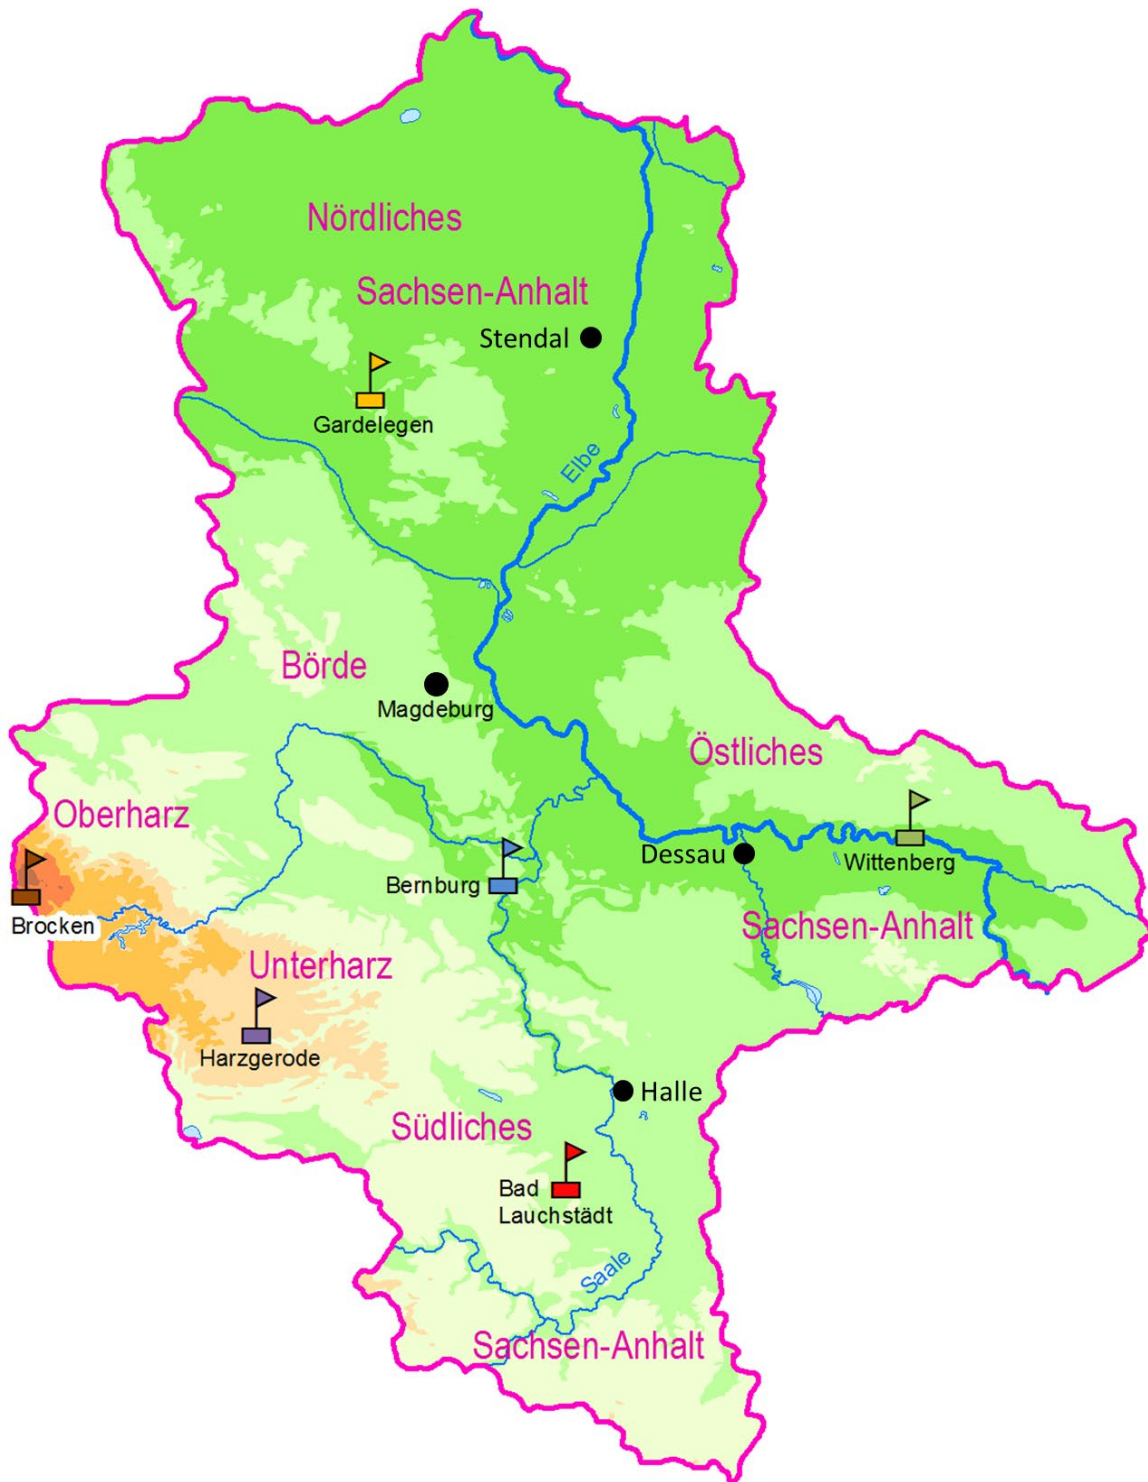 Nördliches
Sachsen-Anhalt
Stendal
Gardelegen
Elbe
Börde
Magdeburg
Östliches
Oberharz
Dessau
Wittenberg
Bernburg
Brocken
Sachsen-Anhalt
Unterharz
Harzgerode
Halle
Südliches
Bad
Lauchstädt
Saale
Sachsen-Anhalt